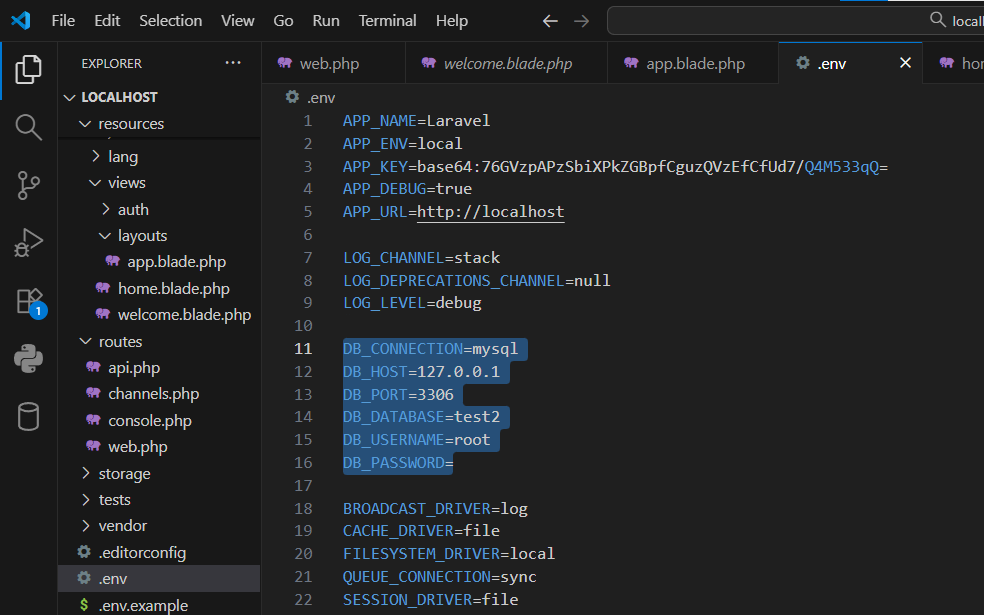 File Edit Selection View Go Run Terminal Help
local
EXPLORER ...
web.php welcome.blade.php app.blade.php .env
LOCALHOST
resources
lang
views
auth
layouts
app.blade.php
home.blade.php
welcome.blade.php
routes
api.php
channels.php
console.php
web.php
storage
tests
vendor
.editorconfig
.env
$ .env.example
1
.env
1 APP_NAME=Laravel
2 APP_ENV=local
3 APP_KEY=base64:76GVzpAPzSbiXPkZGBpfCguzQVzEfCfUd7/Q4M533qQ=
4 APP_DEBUG=true
5 APP_URL=http://localhost
6
7 LOG_CHANNEL=stack
8 LOG_DEPRECATIONS_CHANNEL=null
9 LOG_LEVEL=debug
10
11 DB_CONNECTION=mysql
12 DB_HOST=127.0.0.1
13 DB_PORT=3306
14 DB_DATABASE=test2
15 DB_USERNAME=root
16 DB_PASSWORD=
17
18 BROADCAST_DRIVER=log
19 CACHE_DRIVER=file
20 FILESYSTEM_DRIVER=local
21 QUEUE_CONNECTION=sync
22 SESSION_DRIVER=file